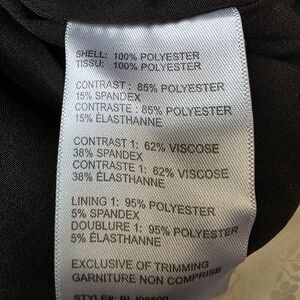 SHELL: 100% POLYESTER
TISSU: 100% POLYESTER
CONTRAST : 85% POLYESTER
15% SPANDEX
CONTRASTE : 85% POLYESTER
15% ÉLASTHANNE
CONTRAST 1: 62% VISCOSE
38% SPANDEX
CONTRASTE 1: 62% VISCOSE
38% ÉLASTHANNE
LINING 1: 95% POLYESTER
5% SPANDEX
DOUBLURE 1: 95% POLYESTER
5% ÉLASTHANNE
EXCLUSIVE OF TRIMMING
GARNITURE NON COMPRISE
STYLE#: